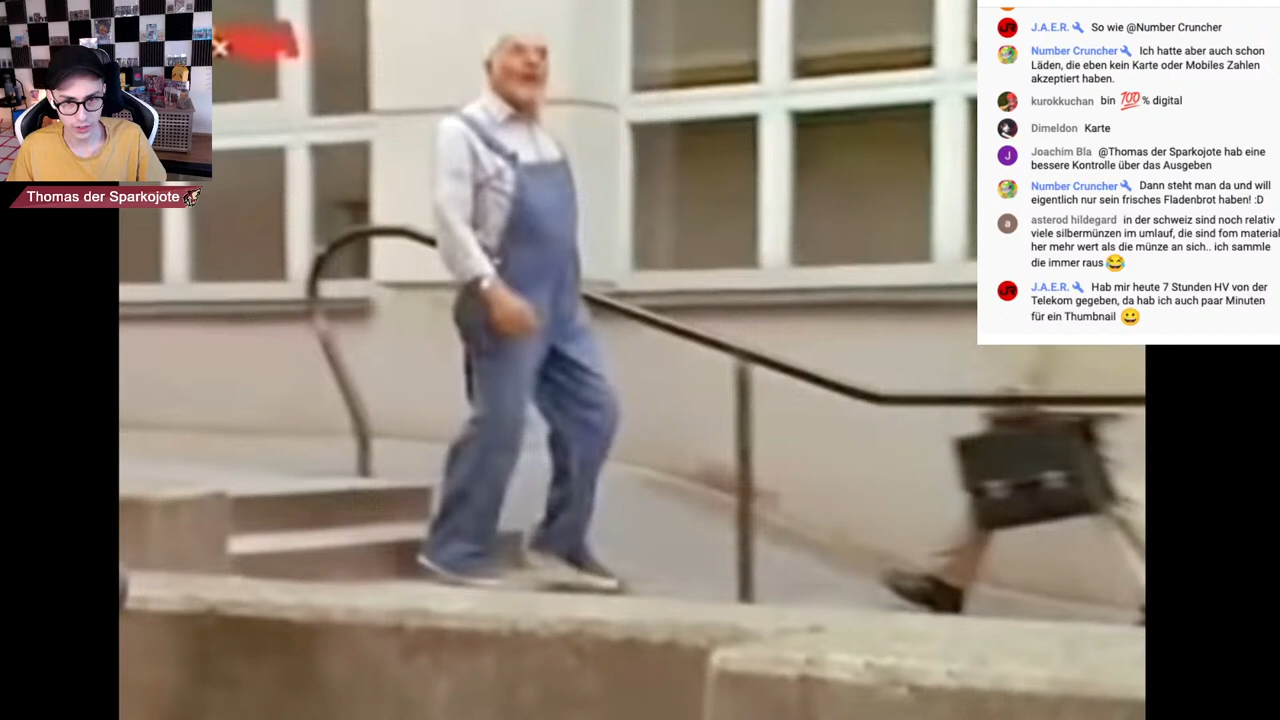 Thomas der Sparkojote
J.A.E.R. So wie @Number Cruncher
Number Cruncher Ich hatte aber auch schon
Läden, die eben kein Karte oder Mobiles Zahlen
akzeptiert haben.
kurokkuchan bin 💯% digital
Dimeldon Karte
Joachim Bla @Thomas der Sparkojote hab eine
bessere Kontrolle über das Ausgeben
Number Cruncher Dann steht man da und will
eigentlich nur sein frisches Fladenbrot haben! :D
asterod hildegard in der schweiz sind noch relativ
viele silbermünzen im umlauf, die sind fom material
her mehr wert als die münze an sich.. ich sammle
die immer raus 😂
J.A.E.R. Hab mir heute 7 Stunden HV von der
Telekom gegeben, da hab ich auch paar Minuten
für ein Thumbnail 😀